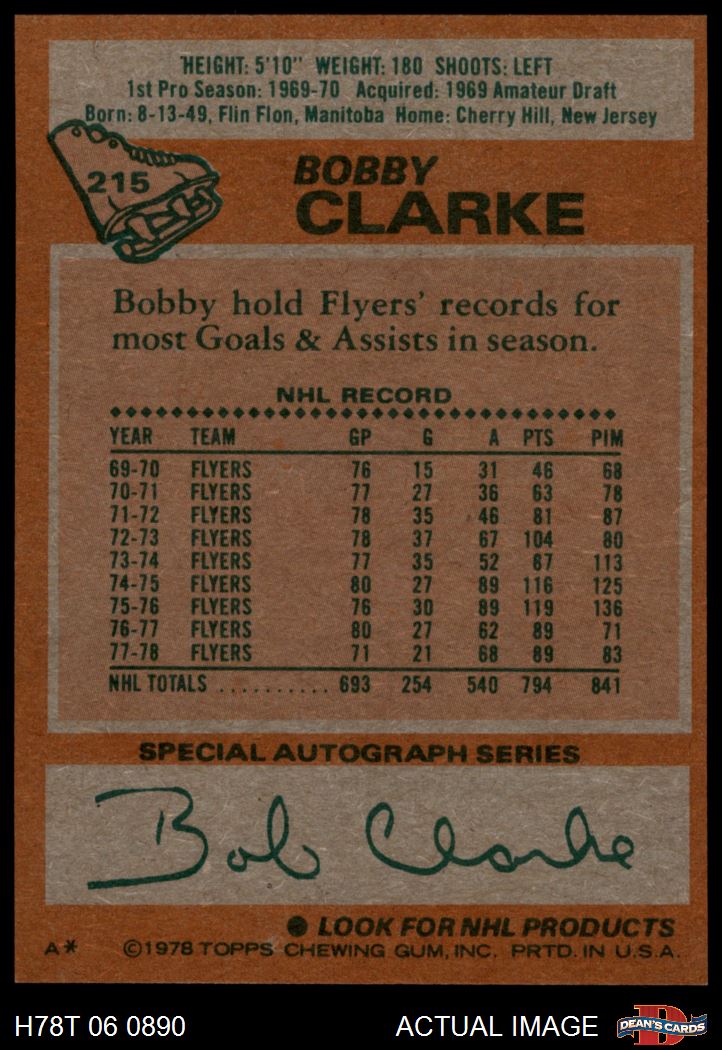 HEIGHT: 5'10" WEIGHT: 180 SHOOTS: LEFT
1st Pro Season: 1969-70 Acquired: 1969 Amateur Draft
Born: 8-13-49, Flin Flon, Manitoba Home: Cherry Hill, New Jersey
215
BOBBY
CLARKE
Bobby hold Flyers' records for
most Goals & Assists in season.
NHL RECORD
YEAR TEAM GP G A PTS PIM
69-70 FLYERS 76 15 31 46 68
70-71 FLYERS 77 27 36 63 78
71-72 FLYERS 78 35 46 81 87
72-73 FLYERS 78 37 67 104 80
73-74 FLYERS 77 35 52 87 113
74-75 FLYERS 80 27 89 116 125
75-76 FLYERS 76 30 89 119 136
76-77 FLYERS 80 27 62 89 71
77-78 FLYERS 71 21 68 89 83
NHL TOTALS .......... 693 254 540 794 841
SPECIAL AUTOGRAPH SERIES
Bob Clarke
● LOOK FOR NHL PRODUCTS
A* ©1978 TOPPS CHEWING GUM, INC. PRTD. IN U.S.A.
H78T 06 0890 ACTUAL IMAGE D DEAN'S CARDS